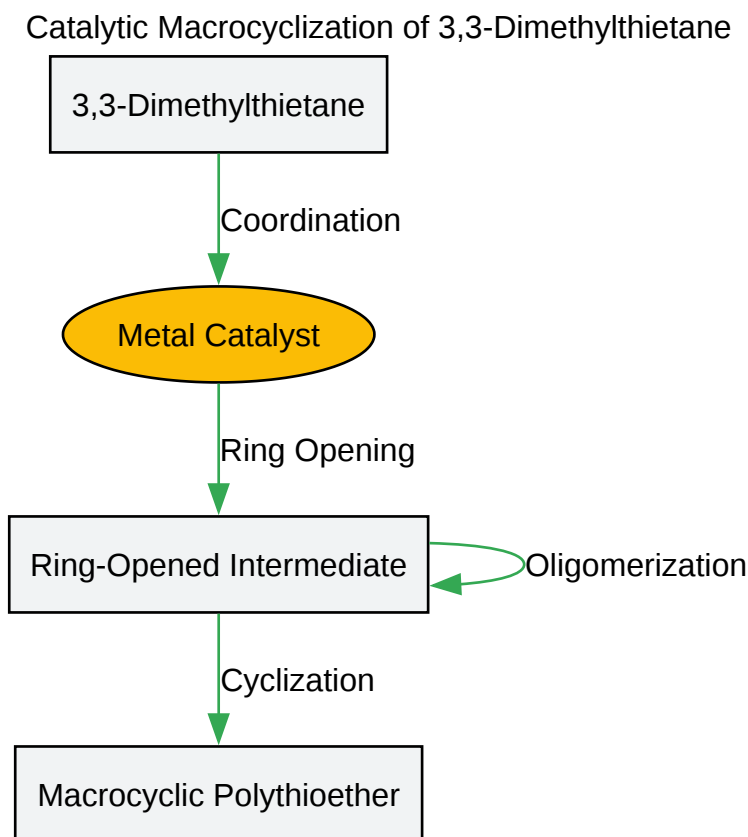 Catalytic Macrocyclization of 3,3-Dimethylthietane
3,3-Dimethylthietane
Coordination
Metal Catalyst
Ring Opening
Ring-Opened Intermediate
Oligomerization
Cyclization
Macrocyclic Polythioether